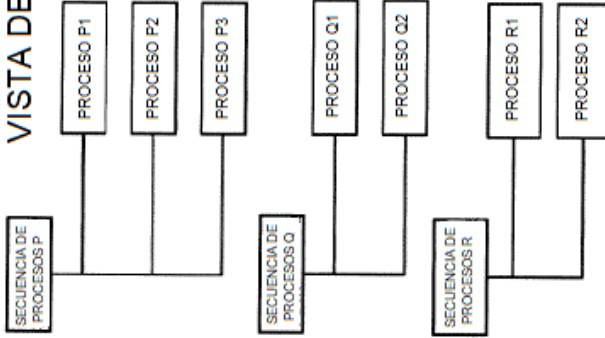 VISTA DE
SECUENCIA DE
PROCESOS P
PROCESO P1
PROCESO P2
PROCESO P3
SECUENCIA DE
PROCESOS Q
PROCESO Q1
PROCESO Q2
SECUENCIA DE
PROCESOS R
PROCESO R1
PROCESO R2